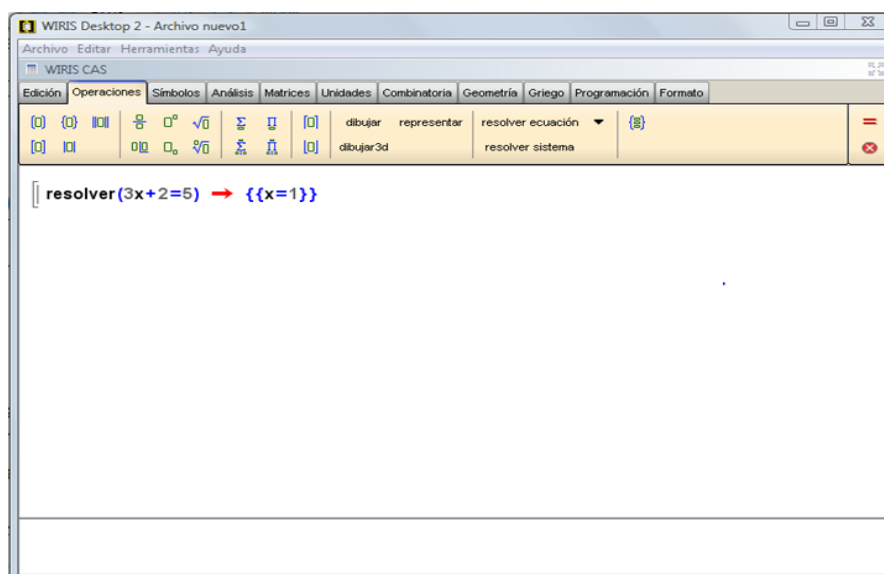 WIRIS Desktop 2 - Archivo nuevo1
Archivo Editar Herramientas Ayuda
WIRIS CAS
Edición Operaciones Símbolos Análisis Matrices Unidades Combinatoria Geometría Griego Programación Formato
dibujar representar resolver ecuación
dibujar3d resolver sistema
resolver(3x+2=5) → {{x=1}}